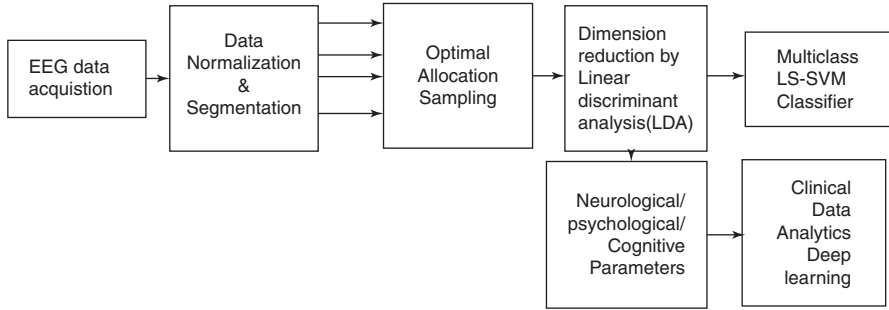 EEG data
acquistion
Data
Normalization
&
Segmentation
Optimal
Allocation
Sampling
Dimension
reduction by
Linear
discriminant
analysis(LDA)
Multiclass
LS-SVM
Classifier
Neurological/
psychological/
Cognitive
Parameters
Clinical
Data
Analytics
Deep
learning